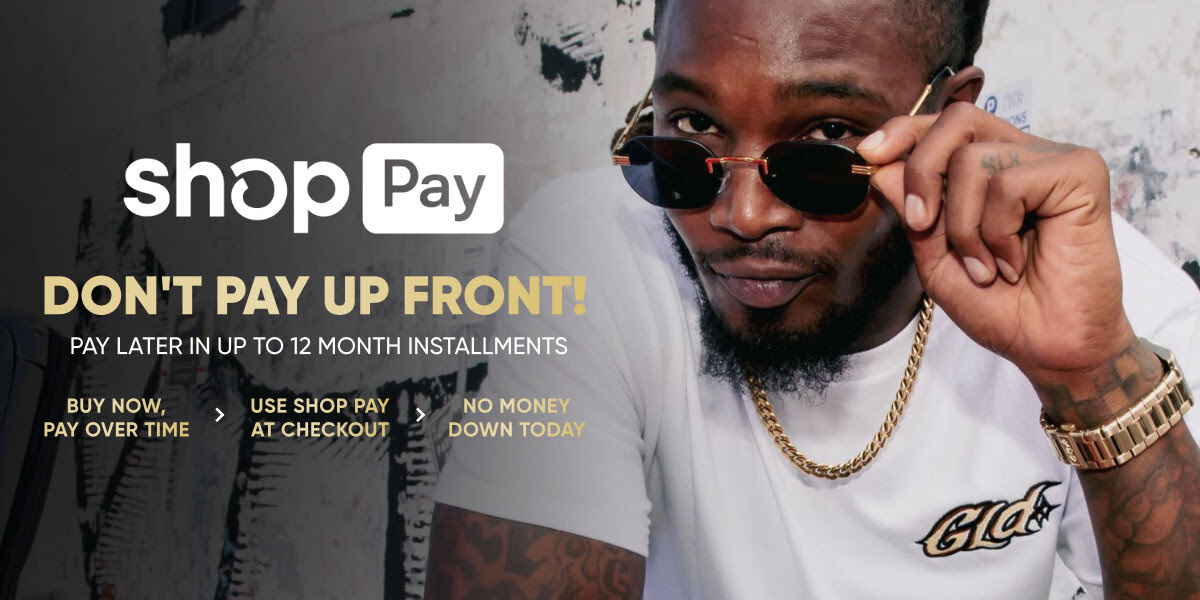 shop Pay
DON'T PAY UP FRONT!
PAY LATER IN UP TO 12 MONTH INSTALLMENTS
BUY NOW,
PAY OVER TIME
USE SHOP PAY
AT CHECKOUT
NO MONEY
DOWN TODAY
GLd